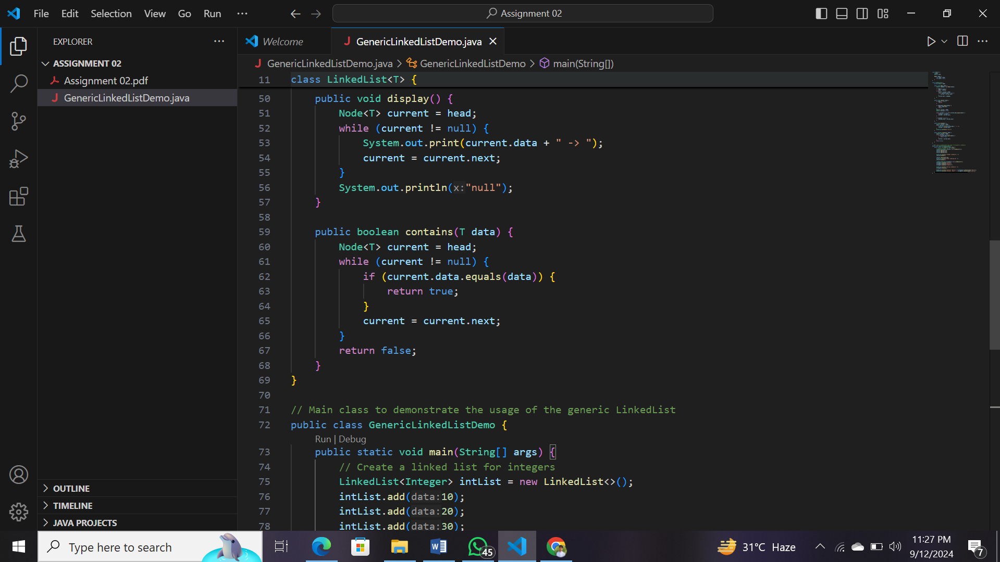 File Edit Selection View Go Run ··· Assignment 02
EXPLORER
ASSIGNMENT 02
Assignment 02.pdf
GenericLinkedListDemo.java
OUTLINE
TIMELINE
JAVA PROJECTS
Welcome GenericLinkedListDemo.java
GenericLinkedListDemo.java > GenericLinkedListDemo > main(String[])
11 class LinkedList<T> {
50 public void display() {
51 Node<T> current = head;
52 while (current != null) {
53 System.out.print(current.data + " -> ");
54 current = current.next;
55 }
56 System.out.println(x:"null");
57 }
58
59 public boolean contains(T data) {
60 Node<T> current = head;
61 while (current != null) {
62 if (current.data.equals(data)) {
63 return true;
64 }
65 current = current.next;
66 }
67 return false;
68 }
69 }
70
71 // Main class to demonstrate the usage of the generic LinkedList
72 public class GenericLinkedListDemo {
Run | Debug
73 public static void main(String[] args) {
74 // Create a linked list for integers
75 LinkedList<Integer> intList = new LinkedList<>();
76 intList.add(data:10);
77 intList.add(data:20);
78 intList.add(data:30);
Type here to search
45
31°C Haze
11:27 PM
9/12/2024
7